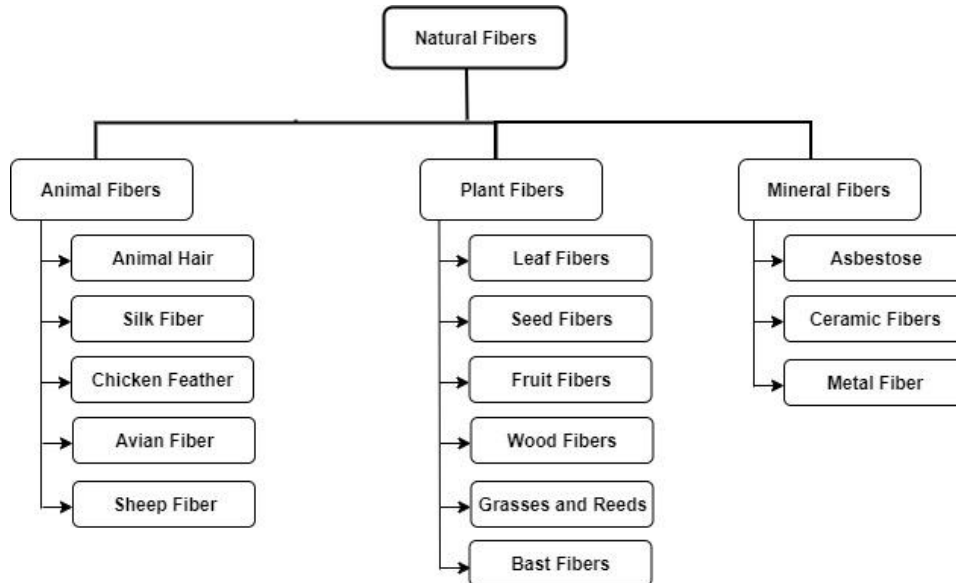 Natural Fibers
Animal Fibers
Animal Hair
Silk Fiber
Chicken Feather
Avian Fiber
Sheep Fiber
Plant Fibers
Leaf Fibers
Seed Fibers
Fruit Fibers
Wood Fibers
Grasses and Reeds
Bast Fibers
Mineral Fibers
Asbestose
Ceramic Fibers
Metal Fiber